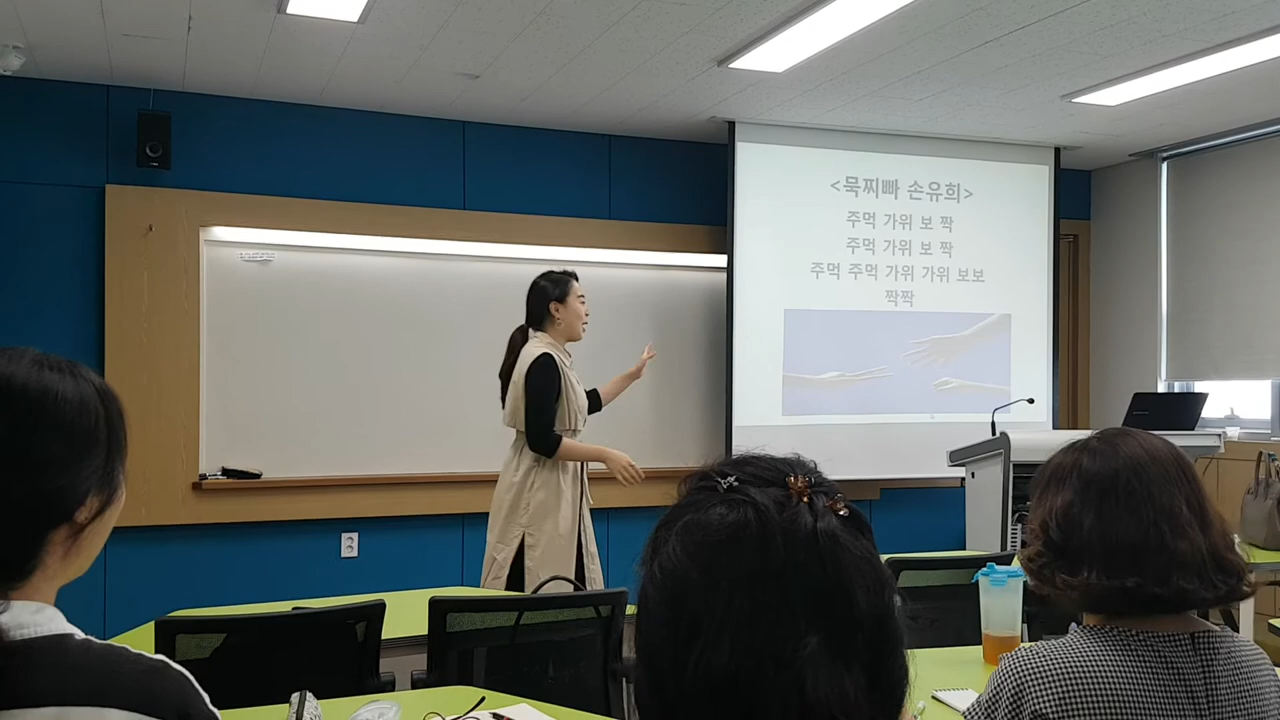 <묵찌빠 손유희>
주먹 가위 보 짝
주먹 가위 보 짝
주먹 주먹 가위 가위 보보
짝짝